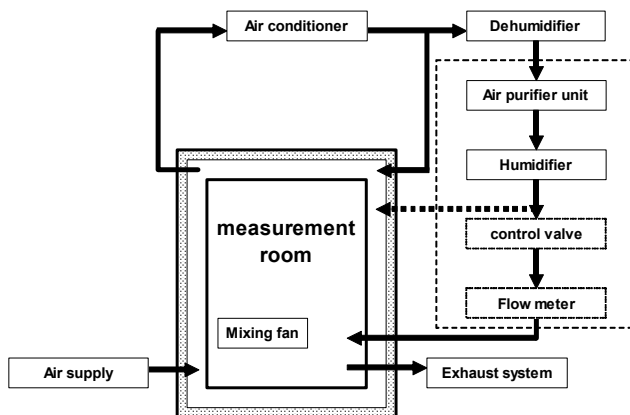 Air conditioner
Dehumidifier
Air purifier unit
Humidifier
measurement
room
control valve
Flow meter
Mixing fan
Air supply
Exhaust system